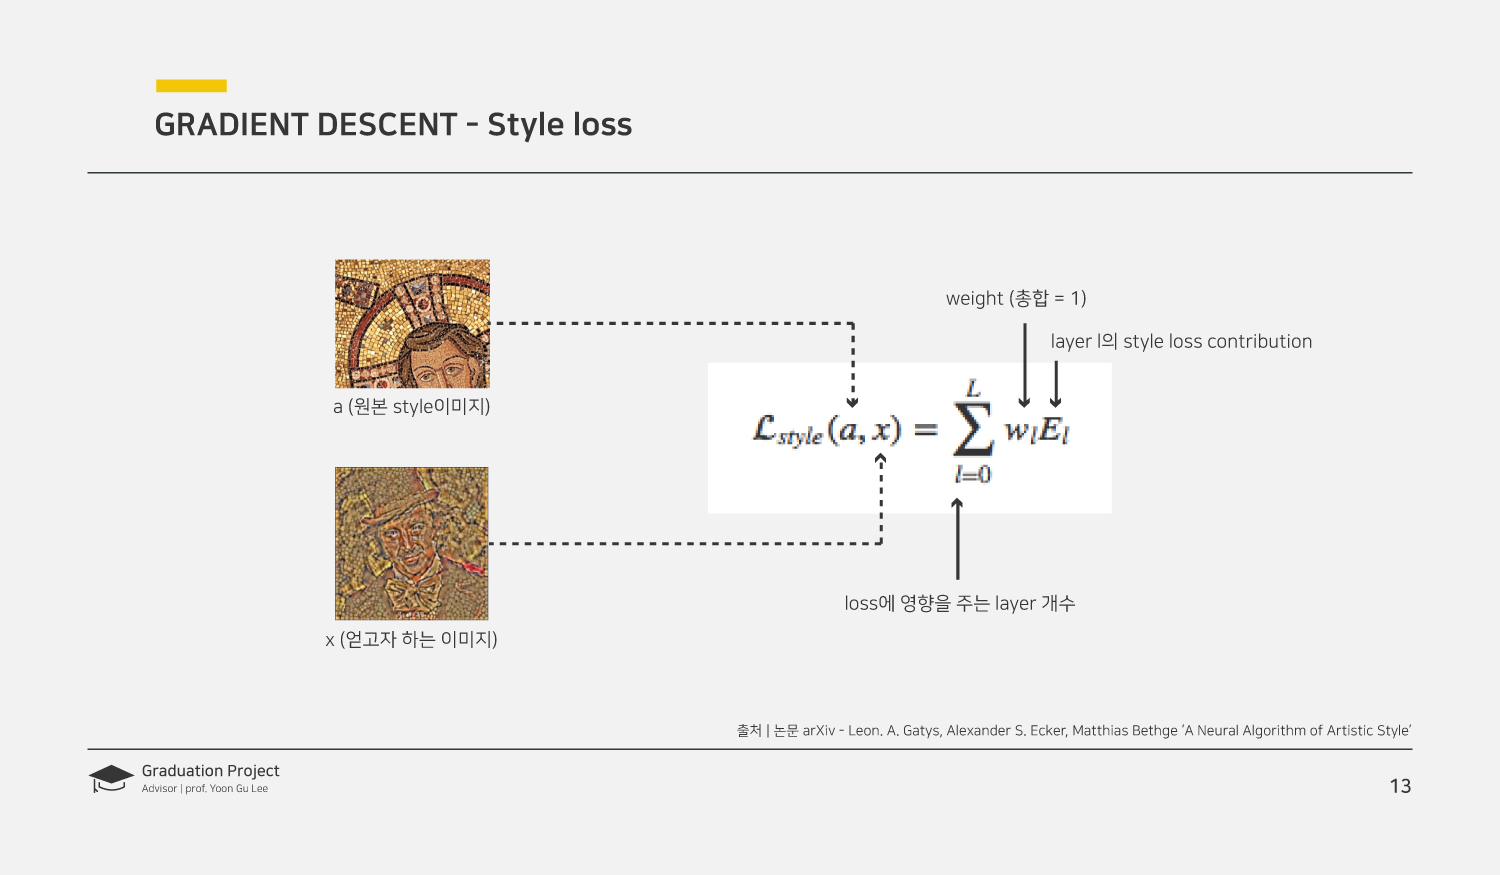 GRADIENT DESCENT - Style loss
a (원본 style이미지)
x (얻고자 하는 이미지)
weight (총합 = 1)
layer l의 style loss contribution
ℒ_style(a, x) = ∑_{l=0}^{L} w_l E_l
loss에 영향을 주는 layer 개수
출처 | 논문 arXiv - Leon. A. Gatys, Alexander S. Ecker, Matthias Bethge ‘A Neural Algorithm of Artistic Style’
Graduation Project
Advisor | prof. Yoon Gu Lee
13